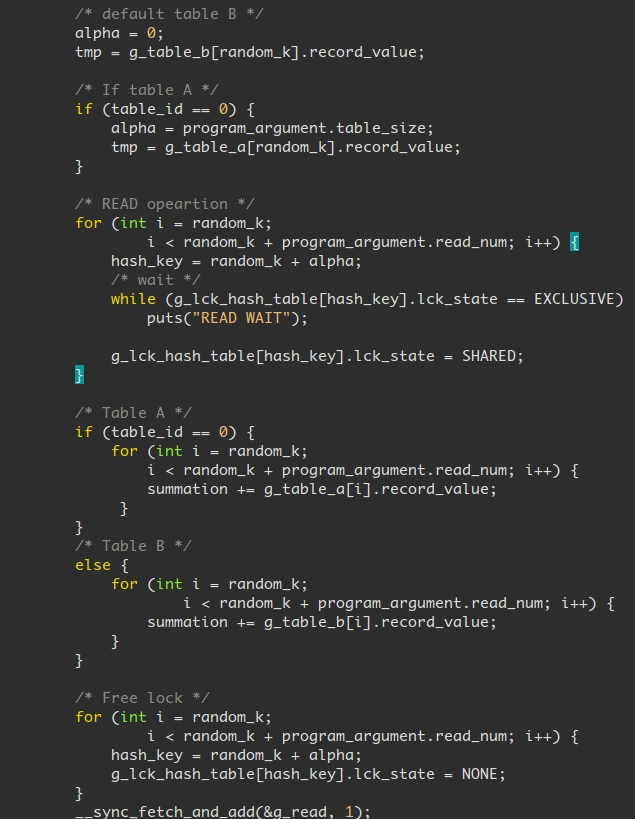 /* default table B */
alpha = 0;
tmp = g_table_b[random_k].record_value;
/* If table A */
if (table_id == 0) {
alpha = program_argument.table_size;
tmp = g_table_a[random_k].record_value;
}
/* READ opeartion */
for (int i = random_k;
i < random_k + program_argument.read_num; i++) {
hash_key = random_k + alpha;
/* wait */
while (g_lck_hash_table[hash_key].lck_state == EXCLUSIVE)
puts("READ WAIT");
g_lck_hash_table[hash_key].lck_state = SHARED;
}
/* Table A */
if (table_id == 0) {
for (int i = random_k;
i < random_k + program_argument.read_num; i++) {
summation += g_table_a[i].record_value;
}
}
/* Table B */
else {
for (int i = random_k;
i < random_k + program_argument.read_num; i++) {
summation += g_table_b[i].record_value;
}
}
/* Free lock */
for (int i = random_k;
i < random_k + program_argument.read_num; i++) {
hash_key = random_k + alpha;
g_lck_hash_table[hash_key].lck_state = NONE;
}
__sync_fetch_and_add(&g_read, 1);